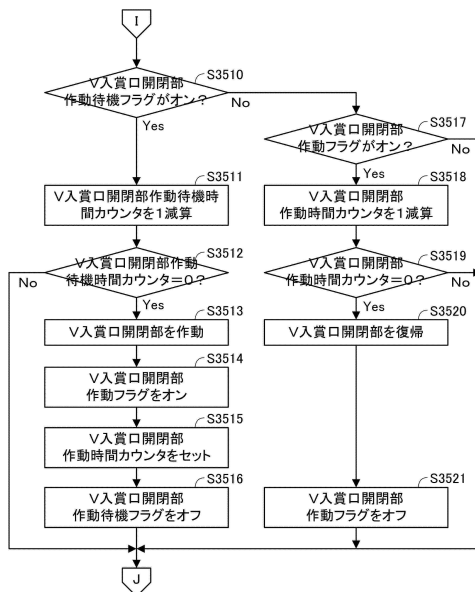 I
S3510
V入賞口開閉部
作動待機フラグがオン?
No
Yes
S3511
V入賞口開閉部作動待機時
間カウンタを1減算
S3512
V入賞口開閉部作動
待機時間カウンター=0?
No
Yes
S3513
V入賞口開閉部を作動
S3514
V入賞口開閉部
作動フラグをオン
S3515
V入賞口開閉部
作動時間カウンタをセット
S3516
V入賞口開閉部
作動待機フラグをオフ
S3517
V入賞口開閉部
作動フラグがオン?
No
Yes
S3518
V入賞口開閉部
作動時間カウンタを1減算
S3519
V入賞口開閉部
作動時間カウンタ=0?
No
Yes
S3520
V入賞口開閉部を復帰
S3521
V入賞口開閉部
作動フラグをオフ
J